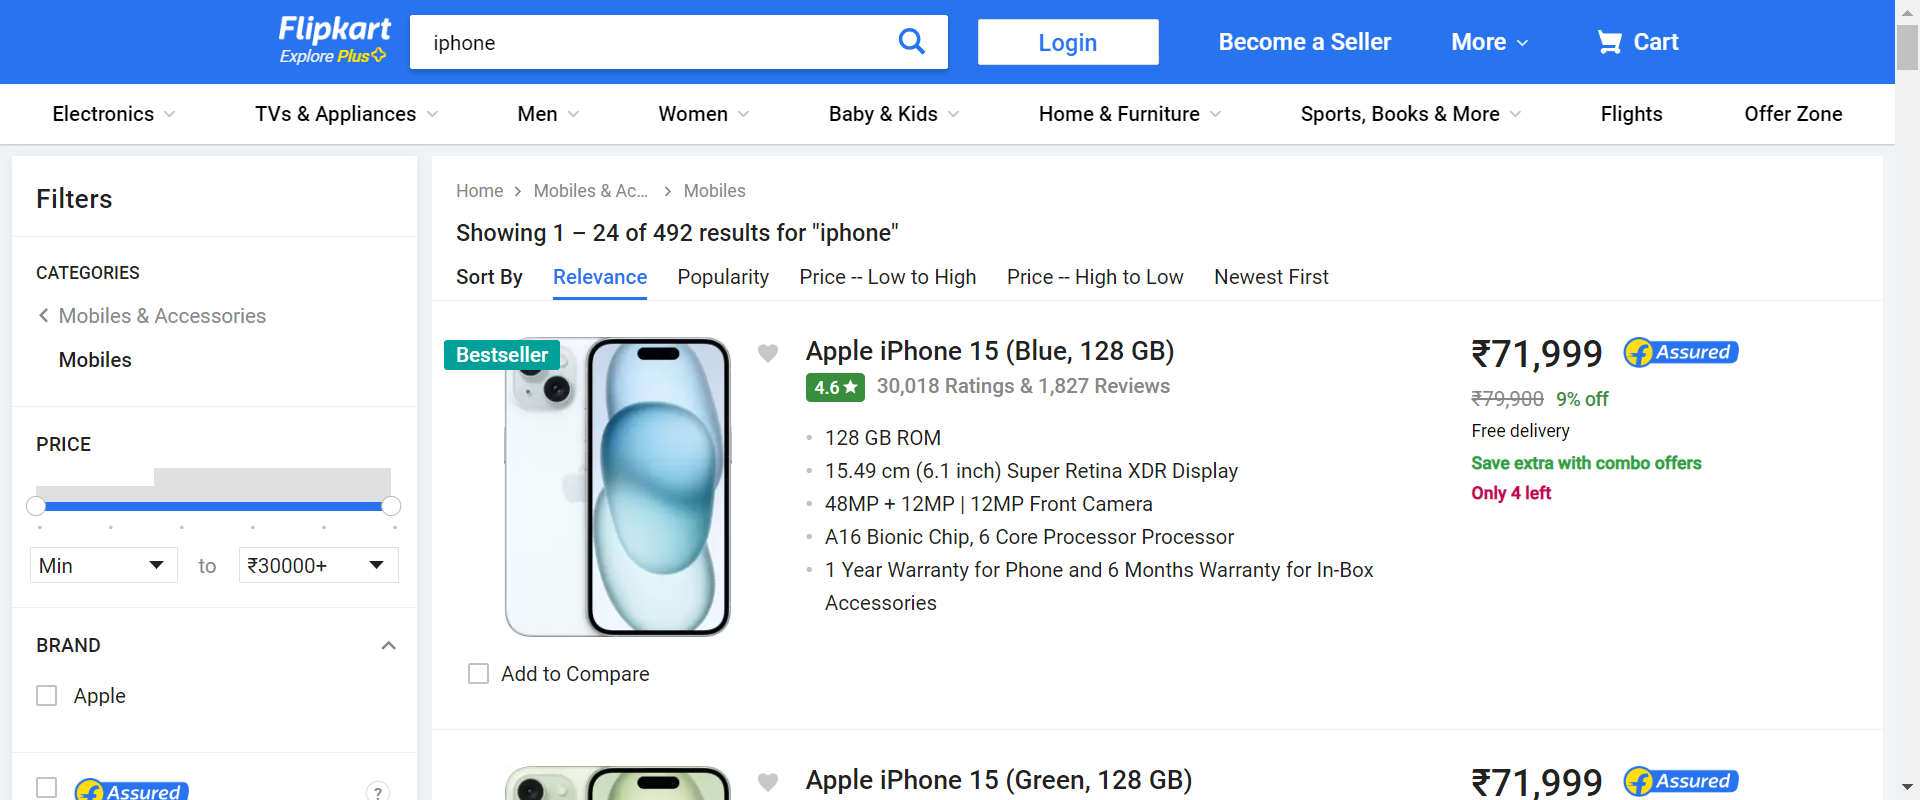 Flipkart
Explore Plus
iphone
Login
Become a Seller
More
Cart
Electronics
TVs & Appliances
Men
Women
Baby & Kids
Home & Furniture
Sports, Books & More
Flights
Offer Zone
Filters
CATEGORIES
Mobiles & Accessories
Mobiles
PRICE
Min
to
₹30000+
BRAND
Apple
Assured
?
Home
Mobiles & Ac...
Mobiles
Showing 1 – 24 of 492 results for "iphone"
Sort By
Relevance
Popularity
Price -- Low to High
Price -- High to Low
Newest First
Bestseller
Add to Compare
Apple iPhone 15 (Blue, 128 GB)
4.6★
30,018 Ratings & 1,827 Reviews
128 GB ROM
15.49 cm (6.1 inch) Super Retina XDR Display
48MP + 12MP | 12MP Front Camera
A16 Bionic Chip, 6 Core Processor Processor
1 Year Warranty for Phone and 6 Months Warranty for In-Box
Accessories
₹71,999
Assured
₹79,900 9% off
Free delivery
Save extra with combo offers
Only 4 left
Apple iPhone 15 (Green, 128 GB)
₹71,999
Assured